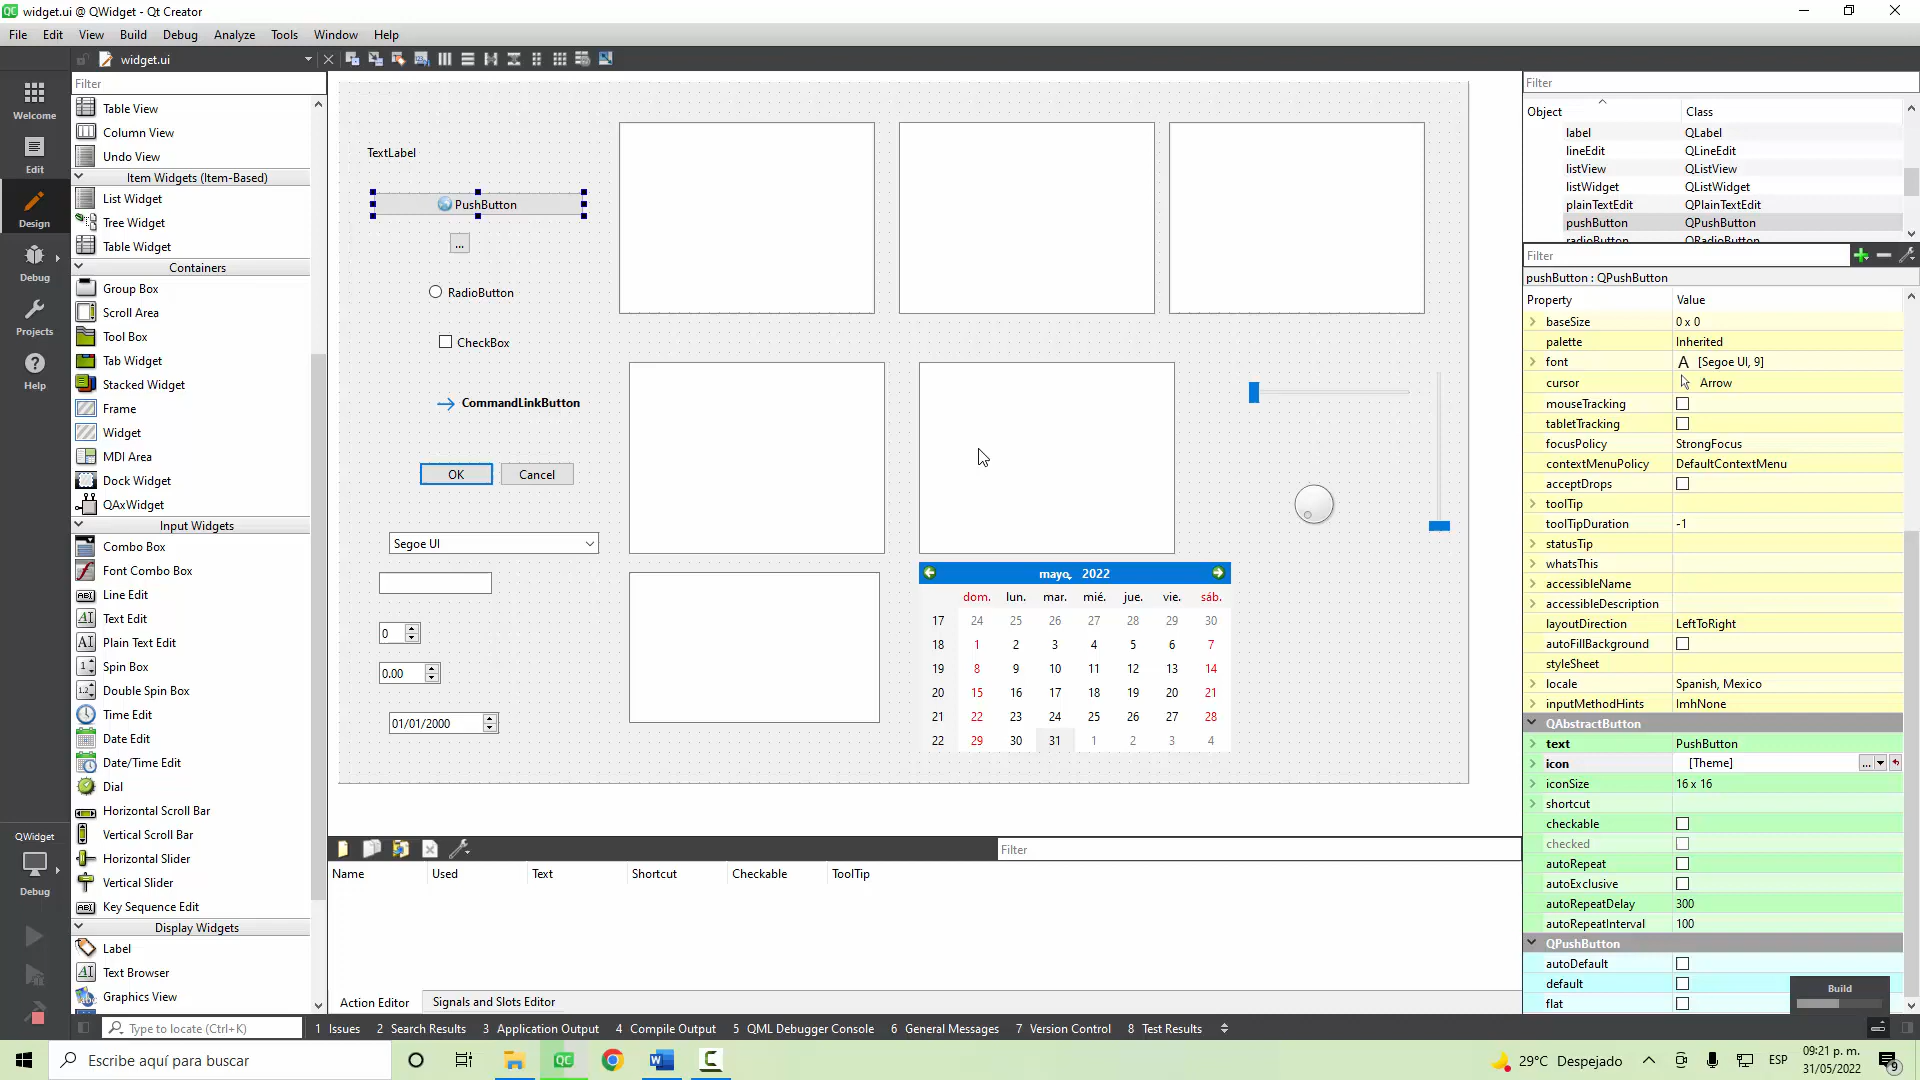 widget.ui @ QWidget - Qt Creator
File Edit View Build Debug Analyze Tools Window Help
widget.ui
Welcome
Edit
Design
Debug
Projects
Help
QWidget
Debug
Filter
Table View
Column View
Undo View
Item Widgets (Item-Based)
List Widget
Tree Widget
Table Widget
Containers
Group Box
Scroll Area
Tool Box
Tab Widget
Stacked Widget
Frame
Widget
MDI Area
Dock Widget
QAxWidget
Input Widgets
Combo Box
Font Combo Box
Line Edit
Text Edit
Plain Text Edit
Spin Box
Double Spin Box
Time Edit
Date Edit
Date/Time Edit
Dial
Horizontal Scroll Bar
Vertical Scroll Bar
Horizontal Slider
Vertical Slider
Key Sequence Edit
Display Widgets
Label
Text Browser
Graphics View
TextLabel
PushButton
...
RadioButton
CheckBox
CommandLinkButton
OK Cancel
Segoe UI
0
0.00
01/01/2000
mayo, 2022
dom. lun. mar. mié. jue. vie. sáb.
17 24 25 26 27 28 29 30
18 1 2 3 4 5 6 7
19 8 9 10 11 12 13 14
20 15 16 17 18 19 20 21
21 22 23 24 25 26 27 28
22 29 30 31 1 2 3 4
Filter
Name Used Text Shortcut Checkable ToolTip
Action Editor Signals and Slots Editor
Filter
Object Class
label QLabel
lineEdit QLineEdit
listView QListView
listWidget QListWidget
plainTextEdit QPlainTextEdit
pushButton QPushButton
radioButton QRadioButton
Filter
pushButton : QPushButton
Property Value
baseSize 0 x 0
palette Inherited
font A [Segoe UI, 9]
cursor Arrow
mouseTracking
tabletTracking
focusPolicy StrongFocus
contextMenuPolicy DefaultContextMenu
acceptDrops
toolTip
toolTipDuration -1
statusTip
whatsThis
accessibleName
accessibleDescription
layoutDirection LeftToRight
autoFillBackground
styleSheet
locale Spanish, Mexico
inputMethodHints ImhNone
QAbstractButton
text PushButton
icon [Theme] ...
iconSize 16 x 16
shortcut
checkable
checked
autoRepeat
autoExclusive
autoRepeatDelay 300
autoRepeatInterval 100
QPushButton
autoDefault
default
flat
Build
Type to locate (Ctrl+K) 1 Issues 2 Search Results 3 Application Output 4 Compile Output 5 QML Debugger Console 6 General Messages 7 Version Control 8 Test Results
Escribe aquí para buscar
29°C Despejado ESP 09:21 p. m.
31/05/2022
9